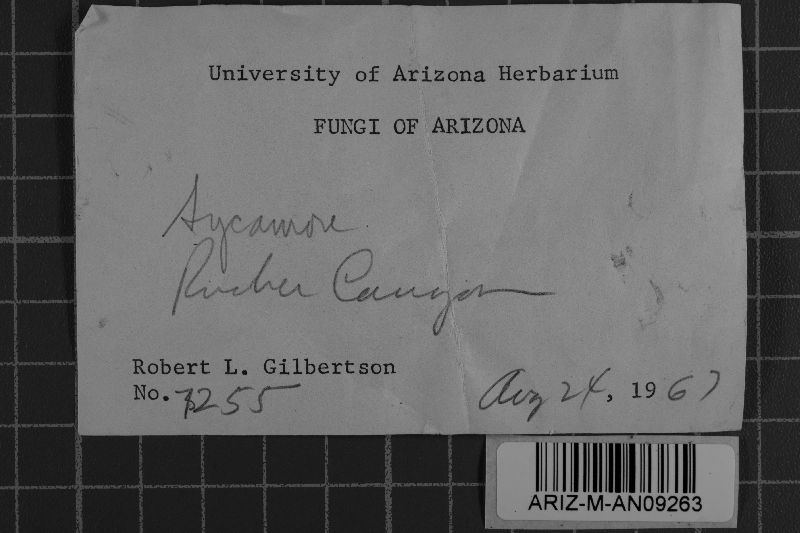 University of Arizona Herbarium
FUNGI OF ARIZONA
Sycamore
Rucker Canyon
Robert L. Gilbertson
No. 7255
Aug 24, 1967
ARIZ-M-AN09263